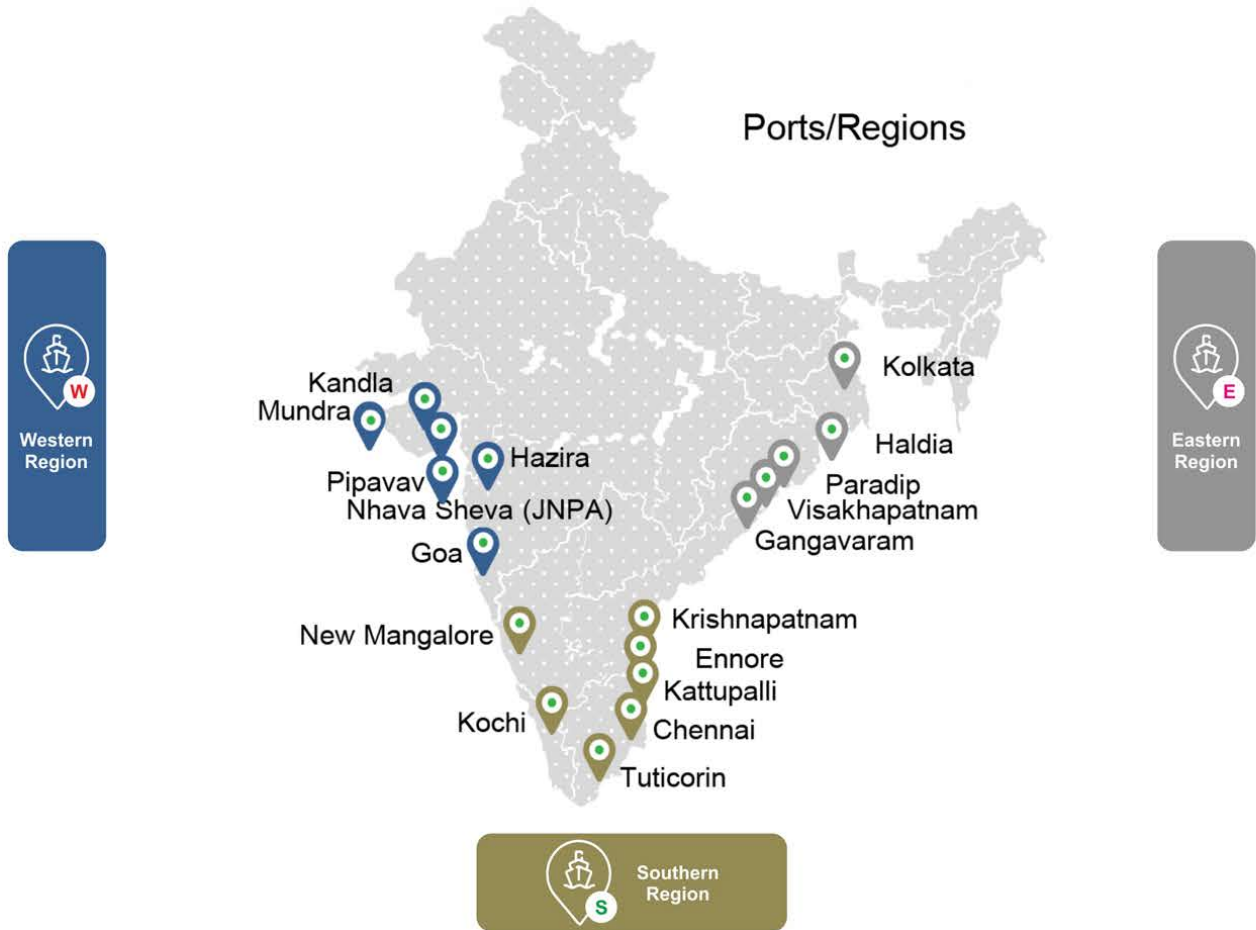 Ports/Regions
W
Western
Region
Kandla
Mundra
Hazira
Pipavav
Nhava Sheva (JNPA)
Goa
New Mangalore
Kochi
Kolkata
Haldia
Paradip
Visakhapatnam
Gangavaram
Krishnapatnam
Ennore
Kattupalli
Chennai
Tuticorin
E
Eastern
Region
S
Southern
Region